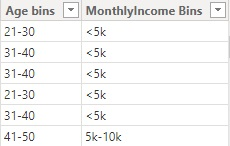 Age bins MonthlyIncome Bins
21-30 <5k
31-40 <5k
31-40 <5k
21-30 <5k
31-40 <5k
41-50 5k-10k